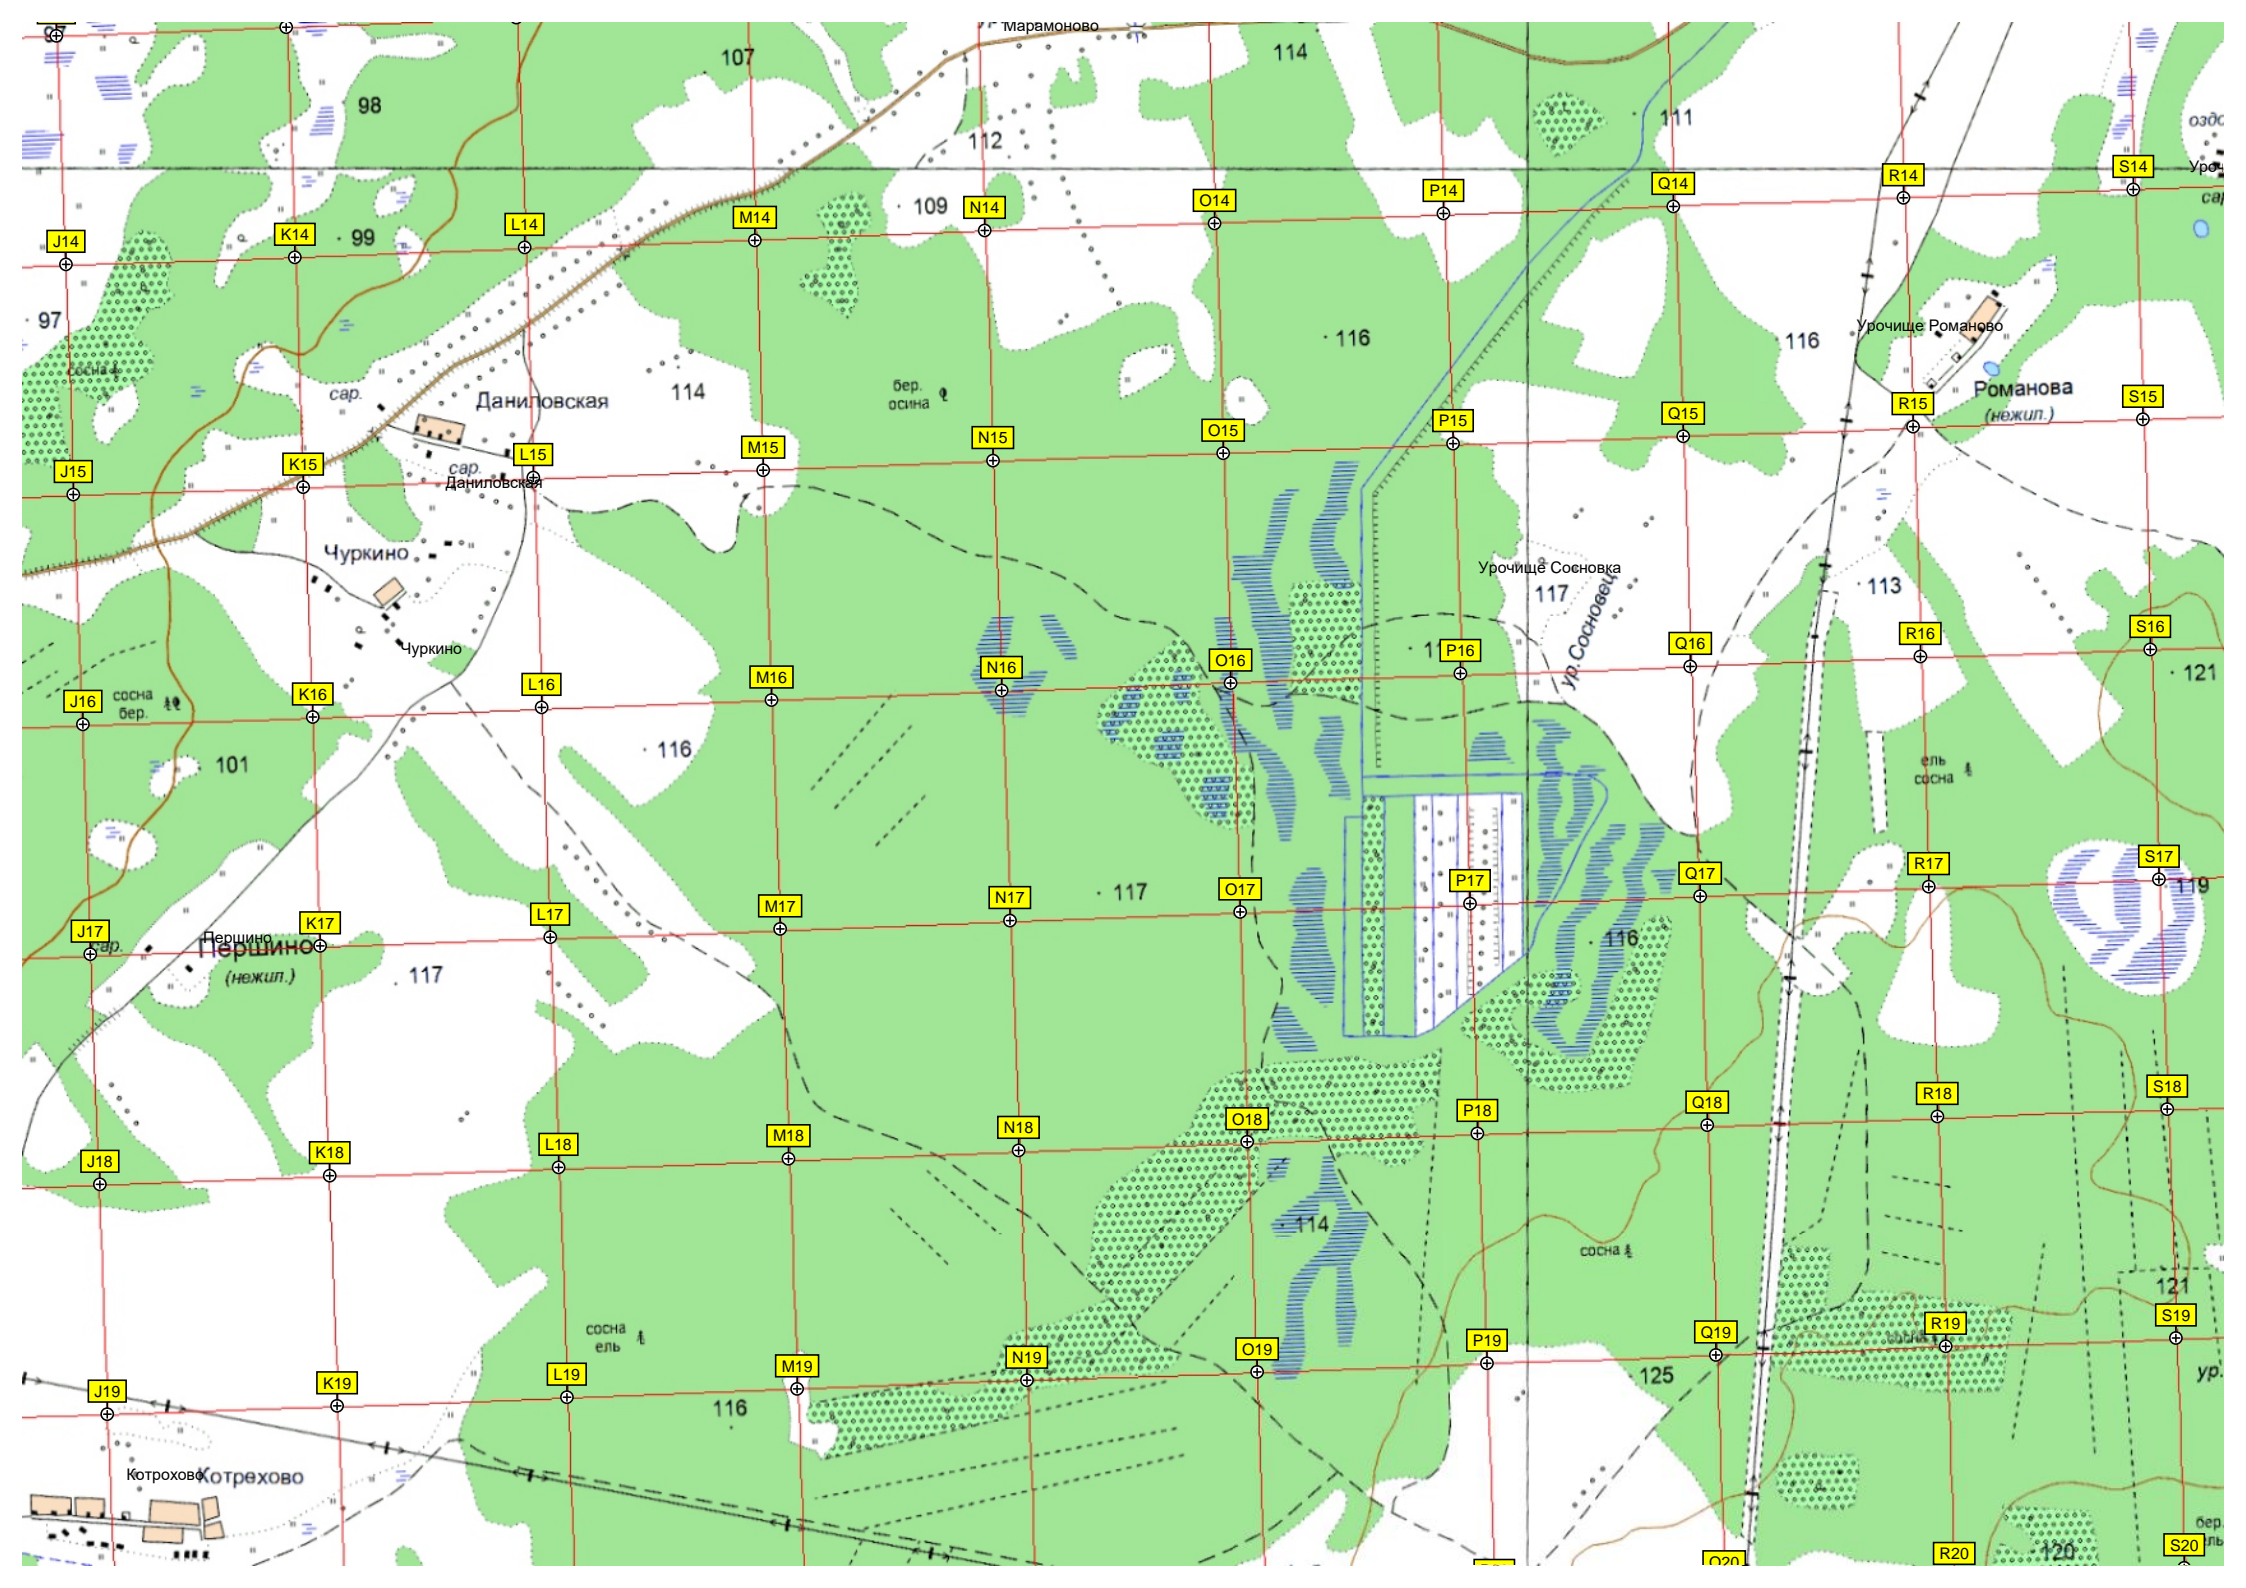 Марамоново
107
114
98
111
112
S14
R14
Q14
P14
109
N14
O14
M14
L14
K14
99
J14
97
116
116
Урочище Романово
сосна
сар.
Даниловская
114
бер.
осина
Романова
(нежил.)
S15
R15
Q15
P15
O15
N15
M15
L15
K15
J15
сар.
Даниловская
Чуркино
Урочище Сосновка
117
113
ур.Сосновец
Чуркино
S16
R16
Q16
P16
O16
N16
M16
L16
K16
J16
121
сосна
бер.
101
116
ель
сосна
S17
R17
Q17
P17
O17
N17
M17
L17
K17
J17
119
117
116
сар.
Першино
Першино
(нежил.)
117
S18
R18
Q18
P18
O18
N18
M18
L18
K18
J18
114
сосна
121
сосна
ель
S19
R19
Q19
P19
O19
N19
M19
L19
K19
J19
сосна
125
ур.
116
Котрохово
Котрехово
бер.
120
S20
R20
Q20